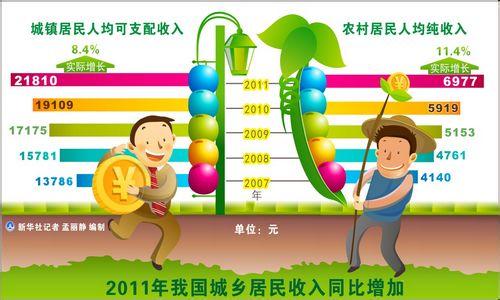 城镇居民人均可支配收入
农村居民人均纯收入
8.4%
实际增长
11.4%
实际增长
21810
2011
6977
19109
2010
5919
17175
2009
5153
15781
2008
4761
13786
2007
4140
年
¥
¥
新华社记者 孟丽静 编制
单位：元
2011年我国城乡居民收入同比增加